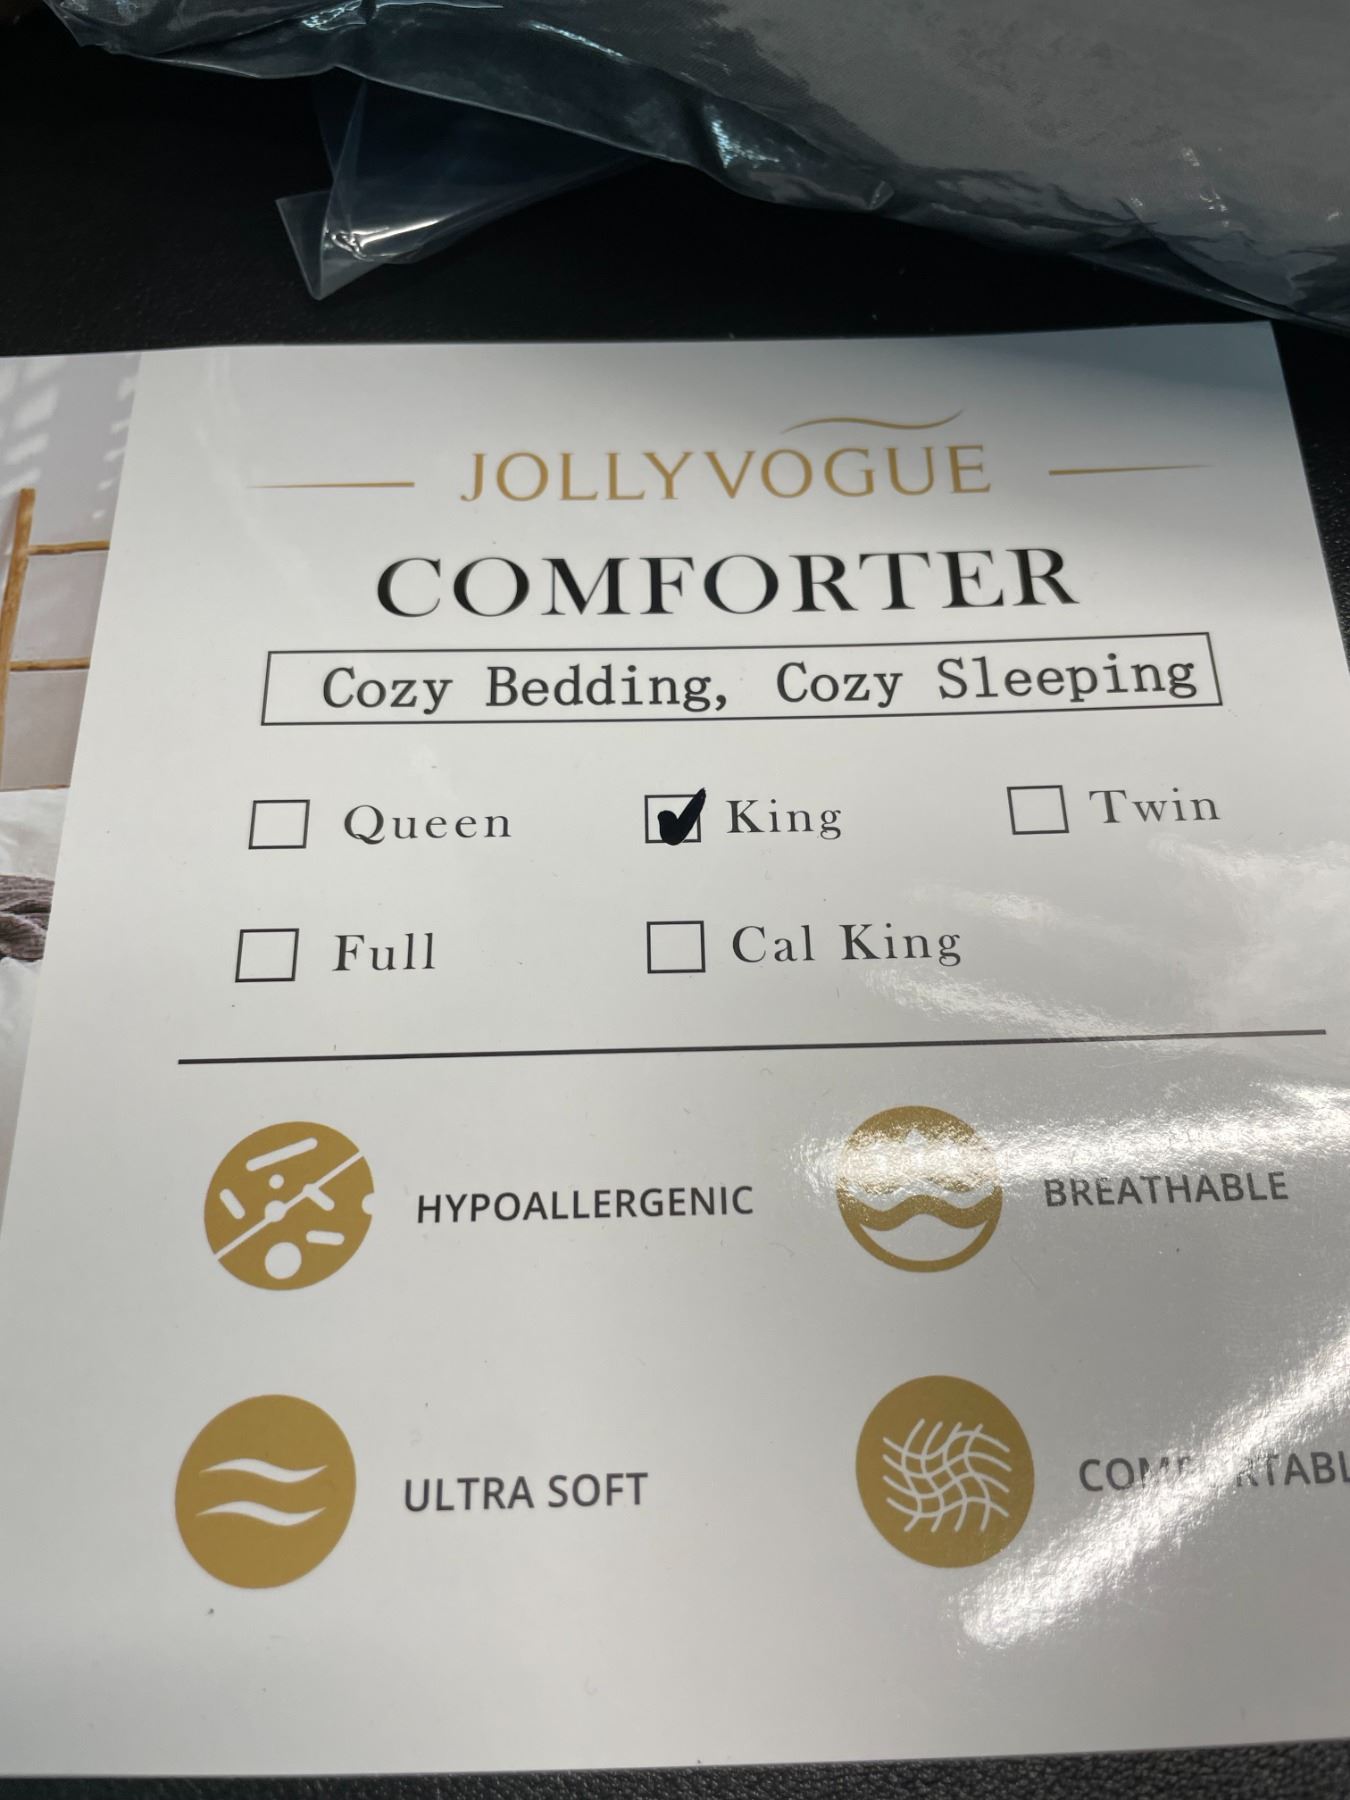 JOLLYVOGUE
COMFORTER
Cozy Bedding, Cozy Sleeping
Queen King Twin
Full Cal King
HYPOALLERGENIC BREATHABLE
ULTRA SOFT